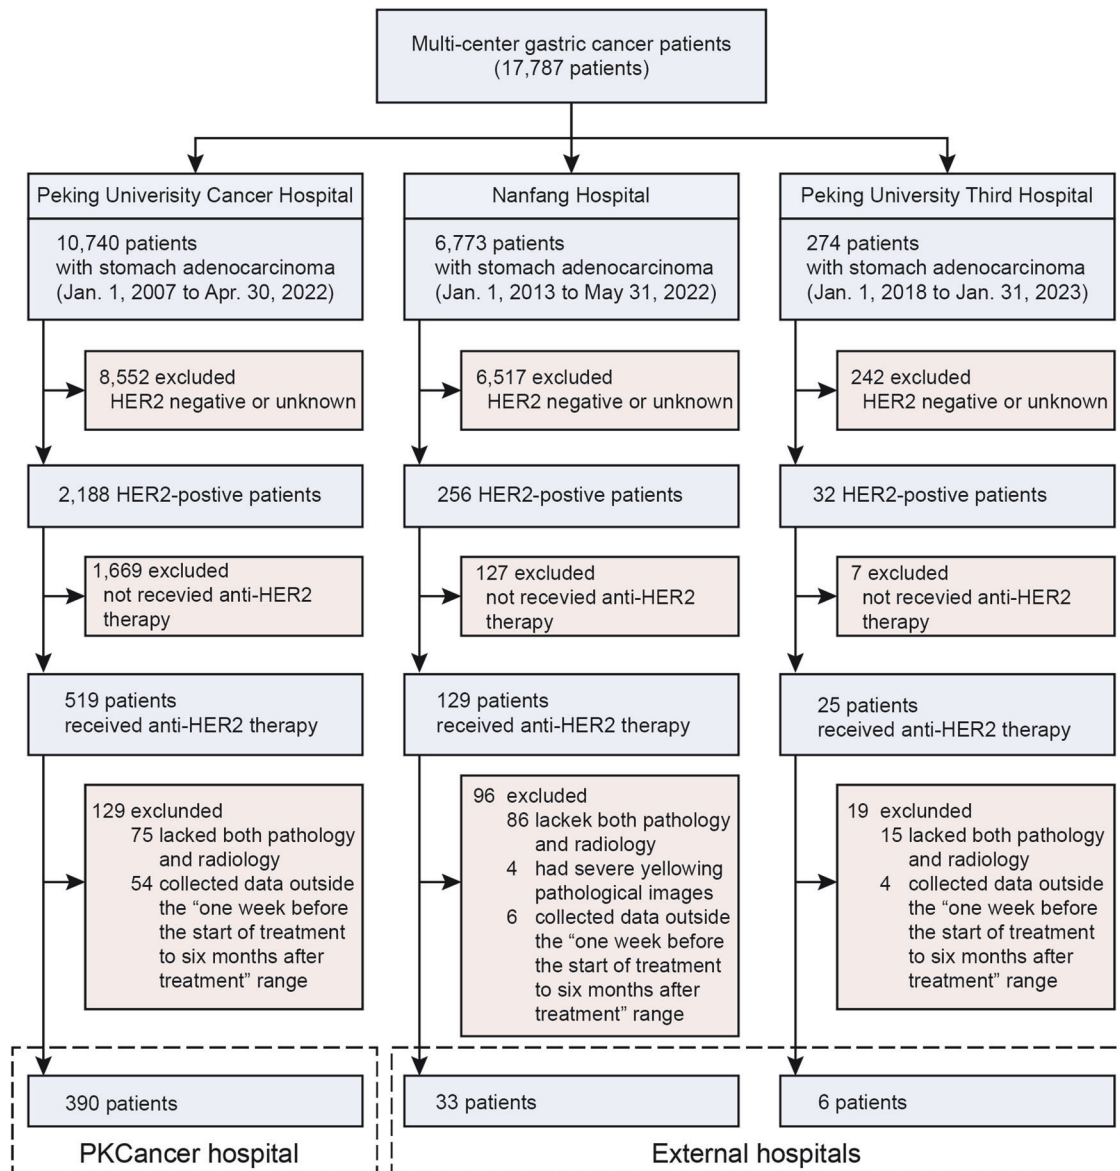 Multi-center gastric cancer patients
(17,787 patients)
Peking Univerisity Cancer Hospital
10,740 patients
with stomach adenocarcinoma
(Jan. 1, 2007 to Apr. 30, 2022)
8,552 excluded
HER2 negative or unknown
2,188 HER2-postive patients
1,669 excluded
not recevied anti-HER2
therapy
519 patients
received anti-HER2 therapy
129 exclunded
75 lacked both pathology
and radiology
54 collected data outside
the “one week before
the start of treatment
to six months after
treatment” range
390 patients
PKCancer hospital
Nanfang Hospital
6,773 patients
with stomach adenocarcinoma
(Jan. 1, 2013 to May 31, 2022)
6,517 excluded
HER2 negative or unknown
256 HER2-postive patients
127 excluded
not recevied anti-HER2
therapy
129 patients
received anti-HER2 therapy
96 excluded
86 lackek both pathology
and radiology
4 had severe yellowing
pathological images
6 collected data outside
the “one week before
the start of treatment
to six months after
treatment” range
33 patients
Peking University Third Hospital
274 patients
with stomach adenocarcinoma
(Jan. 1, 2018 to Jan. 31, 2023)
242 excluded
HER2 negative or unknown
32 HER2-postive patients
7 excluded
not recevied anti-HER2
therapy
25 patients
received anti-HER2 therapy
19 exclunded
15 lacked both pathology
and radiology
4 collected data outside
the “one week before
the start of treatment
to six months after
treatment” range
6 patients
External hospitals